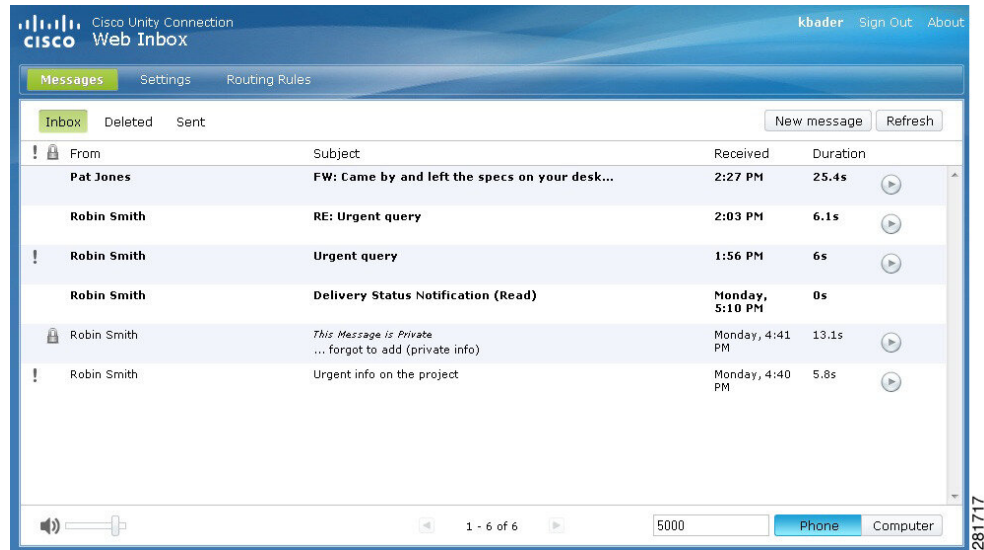 Cisco Unity Connection
CISCO Web Inbox
kbader Sign Out About
Messages Settings Routing Rules
Inbox Deleted Sent New message Refresh
! From Subject Received Duration
Pat Jones FW: Came by and left the specs on your desk... 2:27 PM 25.4s
Robin Smith RE: Urgent query 2:03 PM 6.1s
! Robin Smith Urgent query 1:56 PM 6s
Robin Smith Delivery Status Notification (Read) Monday, 0s
5:10 PM
Robin Smith This Message is Private Monday, 4:41 13.1s
... forgot to add (private info) PM
! Robin Smith Urgent info on the project Monday, 4:40 5.8s
PM
1 - 6 of 6 5000 Phone Computer
281717